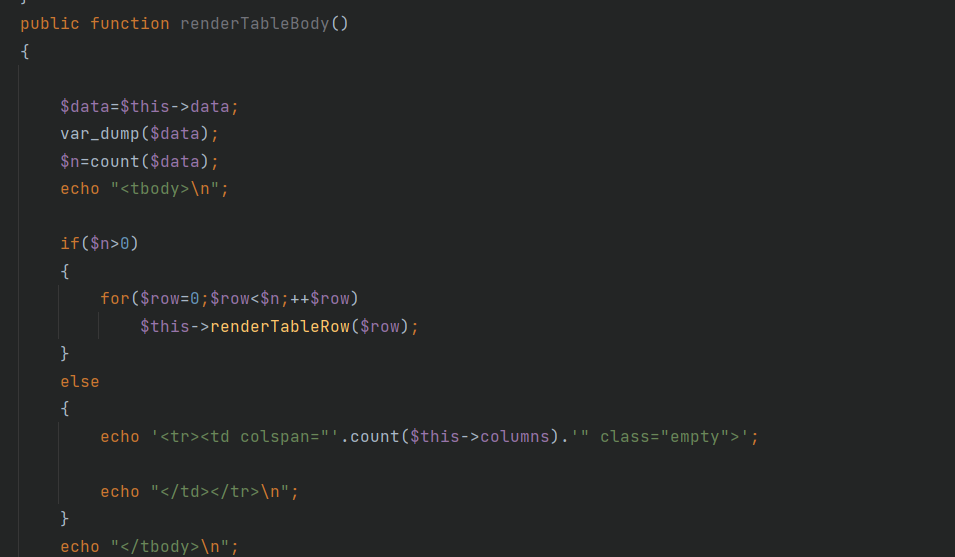 public function renderTableBody()
{
$data=$this->data;
var_dump($data);
$n=count($data);
echo "<tbody>\n";
if($n>0)
{
for($row=0;$row<$n;++$row)
$this->renderTableRow($row);
}
else
{
echo '<tr><td colspan="'.count($this->columns).'" class="empty">';
echo "</td></tr>\n";
}
echo "</tbody>\n";